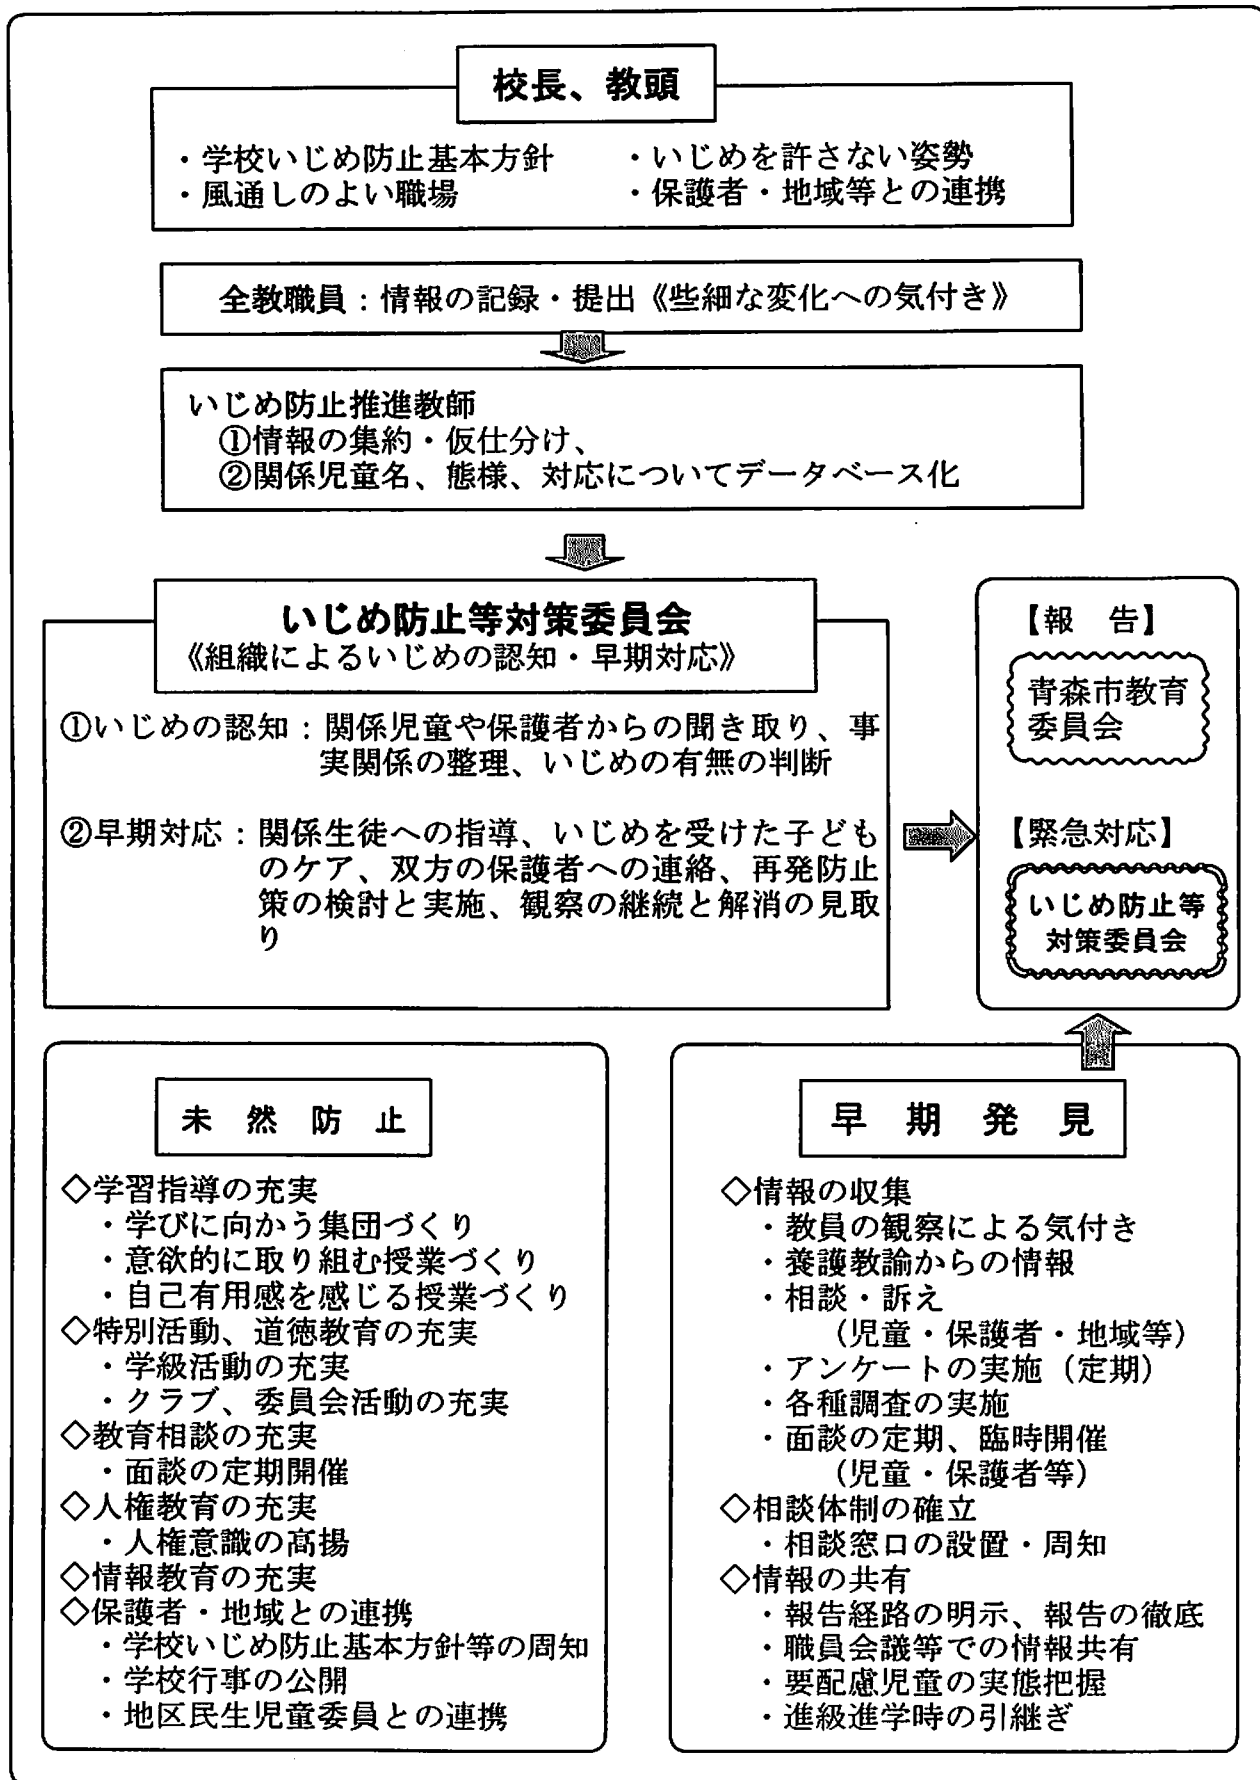 校長、教頭
・学校いじめ防止基本方針　・いじめを許さない姿勢
・風通しのよい職場　・保護者・地域等との連携
全教職員：情報の記録・提出《些細な変化への気付き》
いじめ防止推進教師
①情報の集約・仮仕分け、
②関係児童名、態様、対応についてデータベース化
いじめ防止等対策委員会
《組織によるいじめの認知・早期対応》
①いじめの認知：関係児童や保護者からの聞き取り、事
実関係の整理、いじめの有無の判断
②早期対応：関係生徒への指導、いじめを受けた子ども
のケア、双方の保護者への連絡、再発防止
策の検討と実施、観察の継続と解消の見取
り
【報　告】
青森市教育
委員会
【緊急対応】
いじめ防止等
対策委員会
未　然　防　止
◇学習指導の充実
・学びに向かう集団づくり
・意欲的に取り組む授業づくり
・自己有用感を感じる授業づくり
◇特別活動、道徳教育の充実
・学級活動の充実
・クラブ、委員会活動の充実
◇教育相談の充実
・面談の定期開催
◇人権教育の充実
・人権意識の高揚
◇情報教育の充実
◇保護者・地域との連携
・学校いじめ防止基本方針等の周知
・学校行事の公開
・地区民生児童委員との連携
早　期　発　見
◇情報の収集
・教員の観察による気付き
・養護教諭からの情報
・相談・訴え
（児童・保護者・地域等）
・アンケートの実施（定期）
・各種調査の実施
・面談の定期、臨時開催
（児童・保護者等）
◇相談体制の確立
・相談窓口の設置・周知
◇情報の共有
・報告経路の明示、報告の徹底
・職員会議等での情報共有
・要配慮児童の実態把握
・進級進学時の引継ぎ